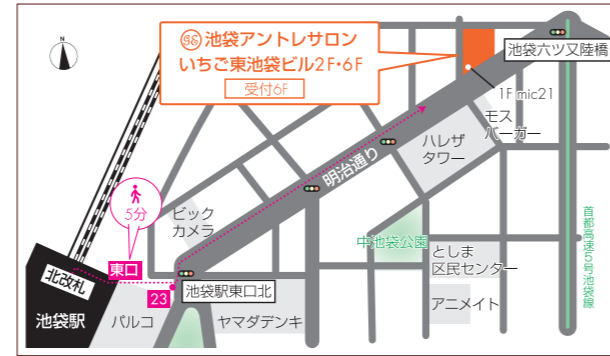 N
66 池袋アントレサロン
いちご東池袋ビル2F・6F
受付6F
池袋六ツ又陸橋
1F mic21
モス
バーガー
ハレザ
タワー
明治通り
5分
ビック
カメラ
中池袋公園
首都高速5号池袋線
としま
区民センター
東口
北改札
23
池袋駅東口北
池袋駅
パルコ
ヤマダデンキ
アニメイト